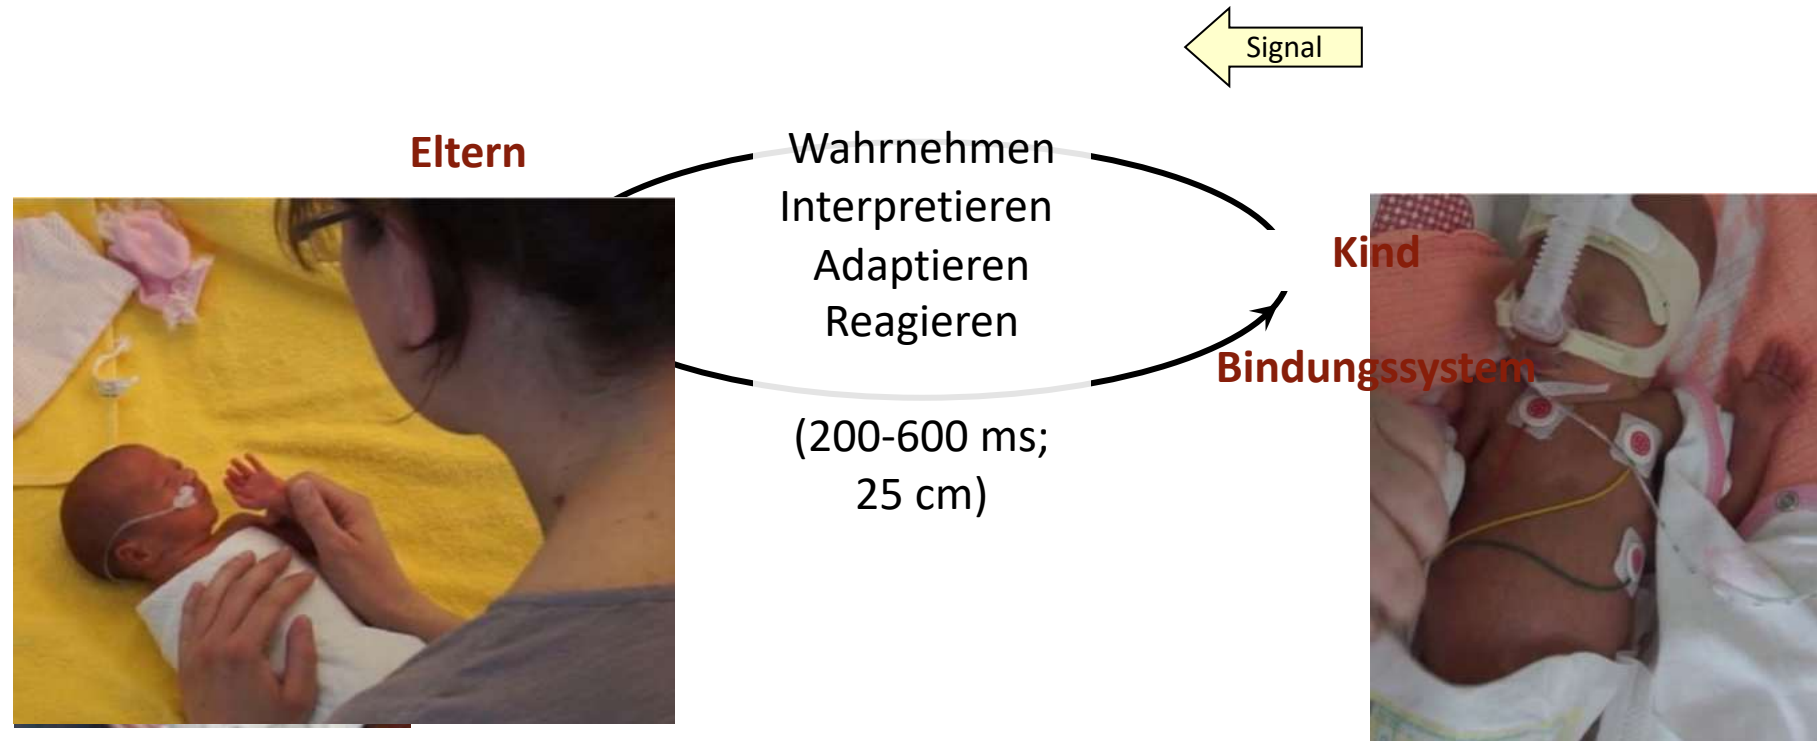 Signal
Eltern
Wahrnehmen
Interpretieren
Adaptieren
Reagieren
Kind
Bindungssystem
(200-600 ms;
25 cm)